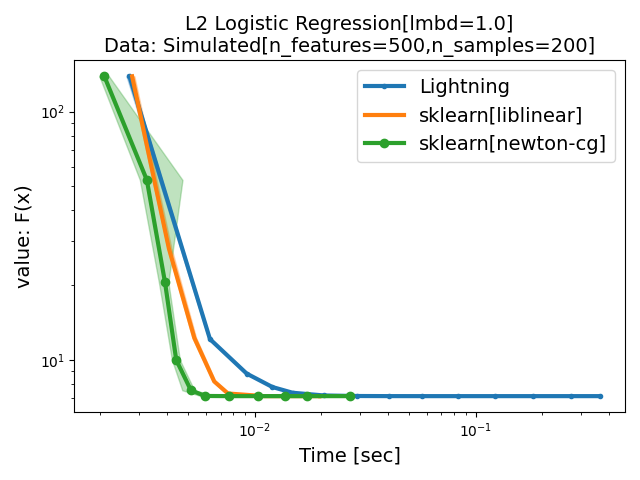 L2 Logistic Regression[lmbd=1.0]
Data: Simulated[n_features=500,n_samples=200]
Lightning
sklearn[liblinear]
sklearn[newton-cg]
value: F(x)
10²
10¹
10⁻²
10⁻¹
Time [sec]